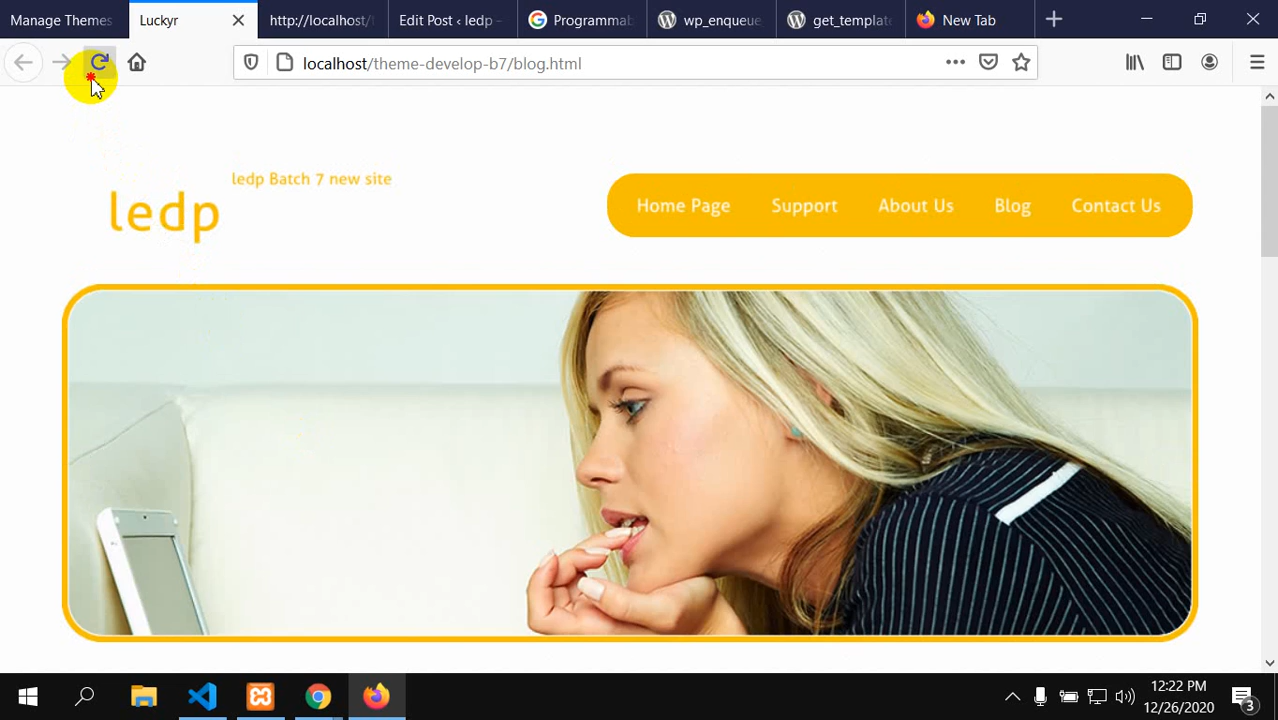 Manage Themes
Luckyr
http://localhost/
Edit Post ‹ ledp –
Programmab
wp_enqueue
get_templat
New Tab
localhost/theme-develop-b7/blog.html
ledp Batch 7 new site
ledp
Home Page Support About Us Blog Contact Us
12:22 PM
12/26/2020
3